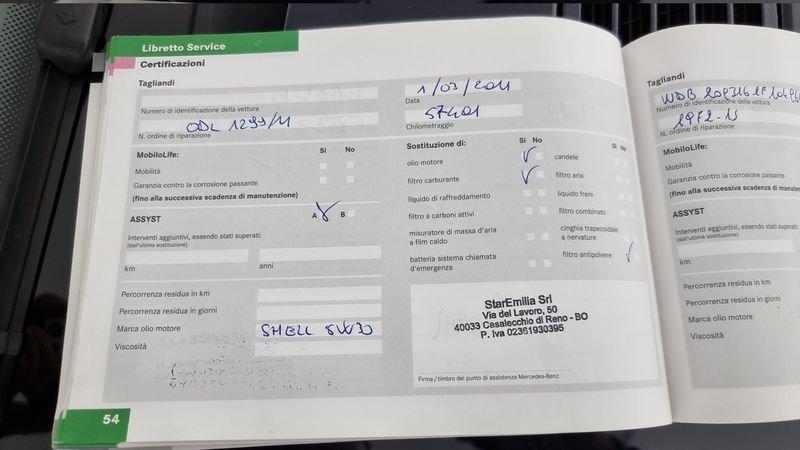 Libretto Service
Certificazioni
Tagliandi
Numero di identificazione della vettura
ODL 1299/11
N. ordine di riparazione
1/03/2011
Data
57401
Chilometraggio
MobiloLife: Si No
Mobilità
Garanzia contro la corrosione passante
(fino alla successiva scadenza di manutenzione)
ASSYST A B
Interventi aggiuntivi, essendo stati superati:
(dall'ultima sostituzione)
km anni
Percorrenza residua in km
Percorrenza residua in giorni
Marca olio motore SHELL 5W30
Viscosità
Sostituzione di: Si No Si No
olio motore candele
filtro carburante filtro aria
liquido di raffreddamento liquido freni
filtro a carboni attivi filtro combinato
misuratore di massa d'aria cinghia trapezoidale
a film caldo a nervature
batteria sistema chiamata filtro antipolvere
d'emergenza
StarEmilia Srl
Via del Lavoro, 50
40033 Casalecchio di Reno - BO
P. Iva 02361930395
Firma / timbro del punto di assistenza Mercedes-Benz
54
Tagliandi
WDB
Numero di identificazione della vettura
N. ordine di riparazione
MobiloLife:
Mobilità
Garanzia contro la corrosione passante
(fino alla successiva scadenza di manutenz
ASSYST
Interventi aggiuntivi, essendo stati superati:
(dall'ultima sostituzione)
km
Percorrenza residua in km
Percorrenza residua in giorni
Marca olio motore
Viscosità